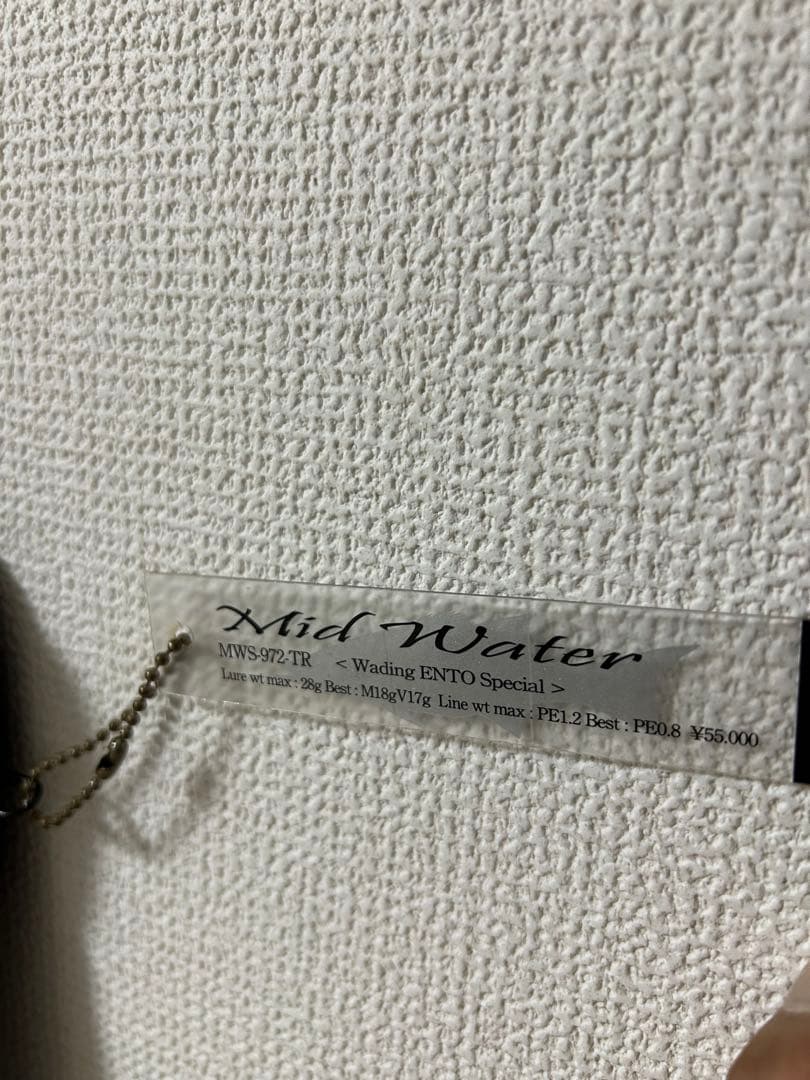 Mid Water
MWS-972-TR < Wading ENTO Special >
Lure wt max : 28g Best : M18gV17g Line wt max : PE1.2 Best : PE0.8 ¥55.000